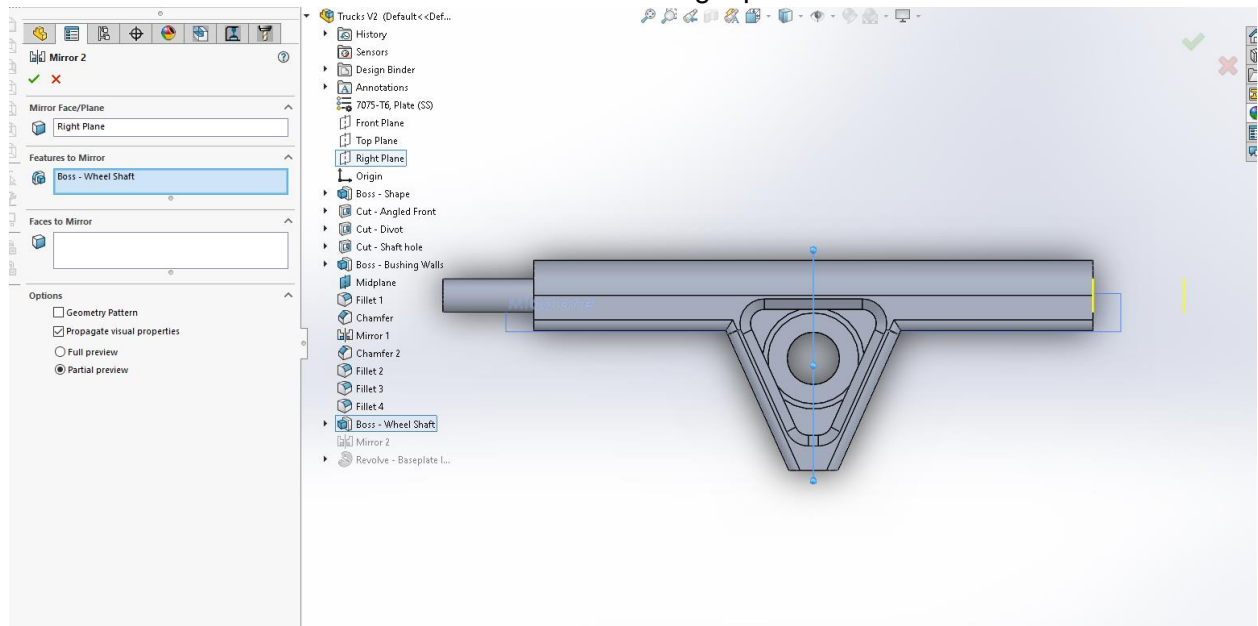 Mirror 2
Mirror Face/Plane
Right Plane
Features to Mirror
Boss - Wheel Shaft
Faces to Mirror
Options
Geometry Pattern
Propagate visual properties
Full preview
Partial preview
Trucks V2 (Default<<Def...
History
Sensors
Design Binder
Annotations
7075-T6, Plate (SS)
Front Plane
Top Plane
Right Plane
Origin
Boss - Shape
Cut - Angled Front
Cut - Divot
Cut - Shaft hole
Boss - Bushing Walls
Midplane
Fillet 1
Chamfer
Mirror 1
Chamfer 2
Fillet 2
Fillet 3
Fillet 4
Boss - Wheel Shaft
Mirror 2
Revolve - Baseplate I...
Midplane